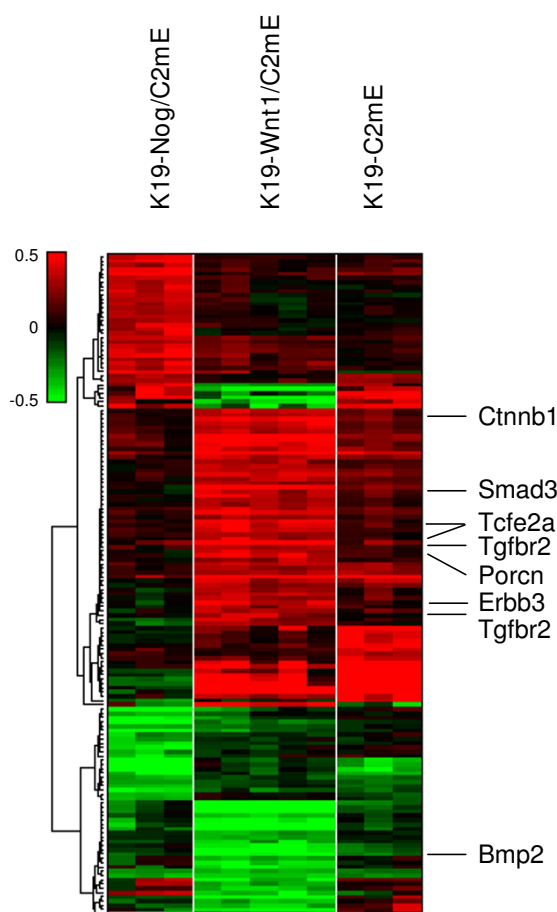 K19-Nog/C2mE
K19-Wnt1/C2mE
K19-C2mE
0.5
0
-0.5
Ctnnb1
Smad3
Tcfe2a
Tgfbr2
Porcn
Erbb3
Tgfbr2
Bmp2